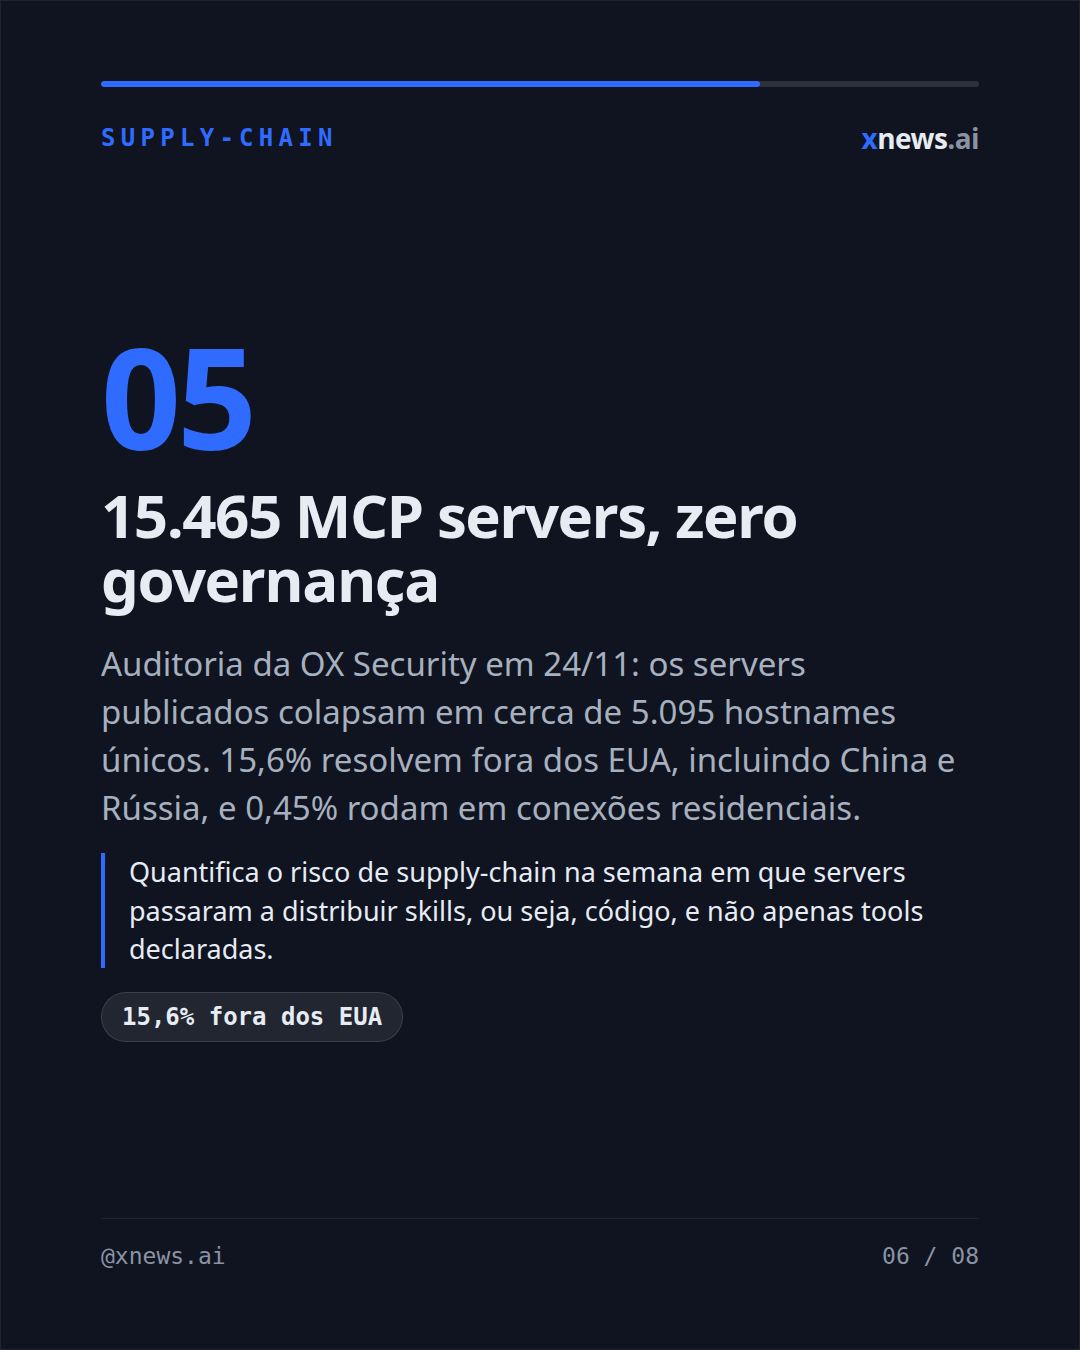 SUPPLY-CHAIN
xnews.ai
05
15.465 MCP servers, zero
governança
Auditoria da OX Security em 24/11: os servers
publicados colapsam em cerca de 5.095 hostnames
únicos. 15,6% resolvem fora dos EUA, incluindo China e
Rússia, e 0,45% rodam em conexões residenciais.
Quantifica o risco de supply-chain na semana em que servers
passaram a distribuir skills, ou seja, código, e não apenas tools
declaradas.
15,6% fora dos EUA
@xnews.ai
06 / 08